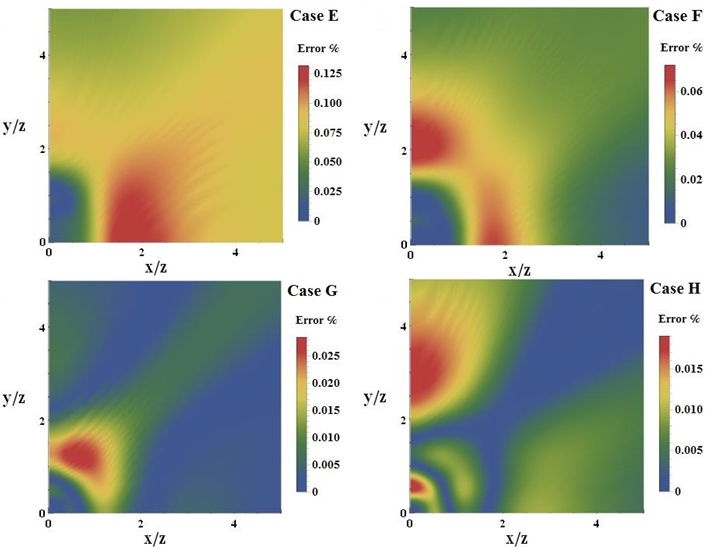 Case E
Error %
0.125
0.100
0.075
0.050
0.025
0
y/z
4
2
0
0
2
4
x/z
Case F
Error %
0.06
0.04
0.02
0
y/z
4
2
0
0
2
4
x/z
Case G
Error %
0.025
0.020
0.015
0.010
0.005
0
y/z
4
2
0
0
2
4
x/z
Case H
Error %
0.015
0.010
0.005
0
y/z
4
2
0
0
2
4
x/z